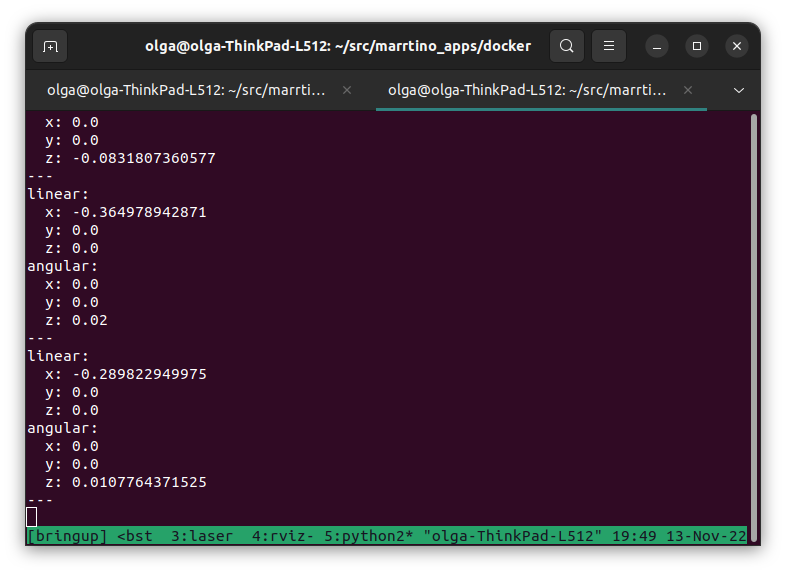 olga@olga-ThinkPad-L512: ~/src/marrtino_apps/docker
olga@olga-ThinkPad-L512: ~/src/marrti...
olga@olga-ThinkPad-L512: ~/src/marrti...
  x: 0.0
  y: 0.0
  z: -0.0831807360577
---
linear:
  x: -0.364978942871
  y: 0.0
  z: 0.0
angular:
  x: 0.0
  y: 0.0
  z: 0.02
---
linear:
  x: -0.289822949975
  y: 0.0
  z: 0.0
angular:
  x: 0.0
  y: 0.0
  z: 0.0107764371525
---
[bringup] <bst  3:laser  4:rviz- 5:python2* "olga-ThinkPad-L512" 19:49 13-Nov-22